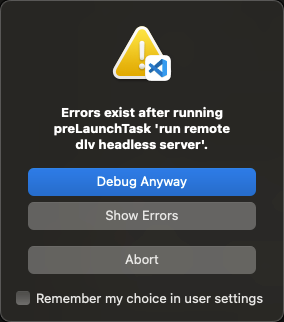 Errors exist after running
preLaunchTask 'run remote
dlv headless server'.
Debug Anyway
Show Errors
Abort
Remember my choice in user settings